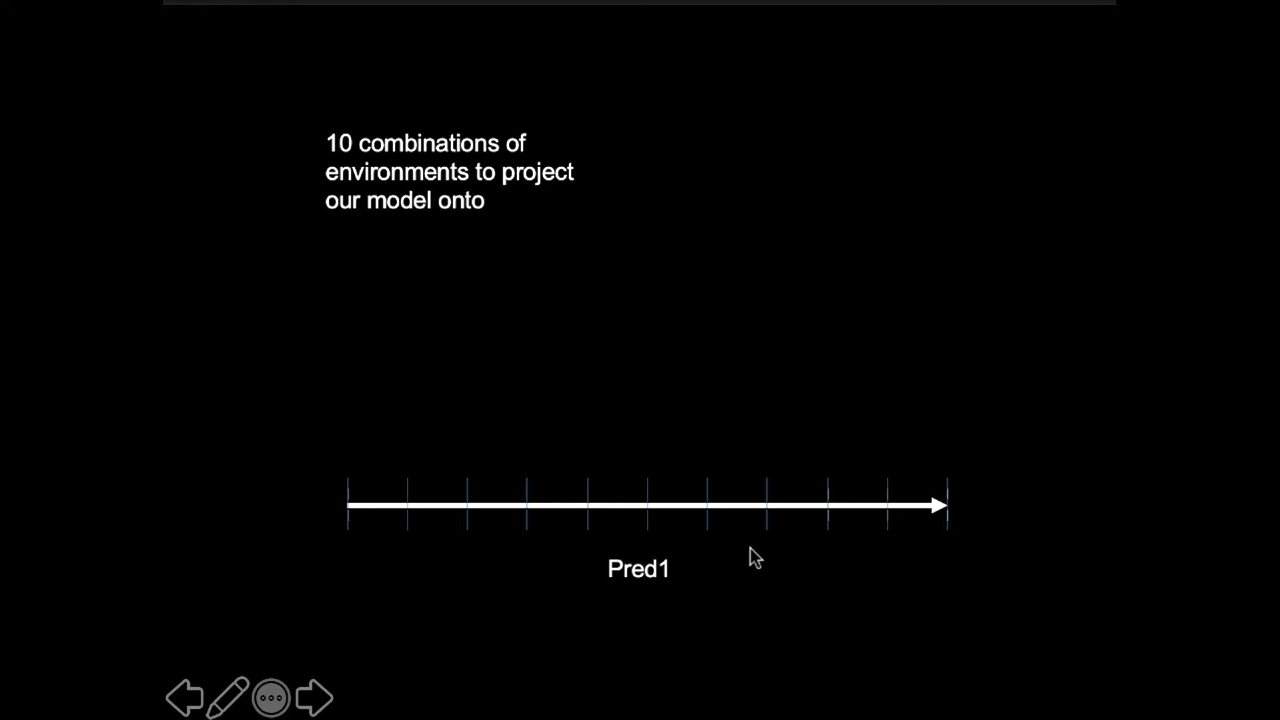 10 combinations of
environments to project
our model onto
Pred1